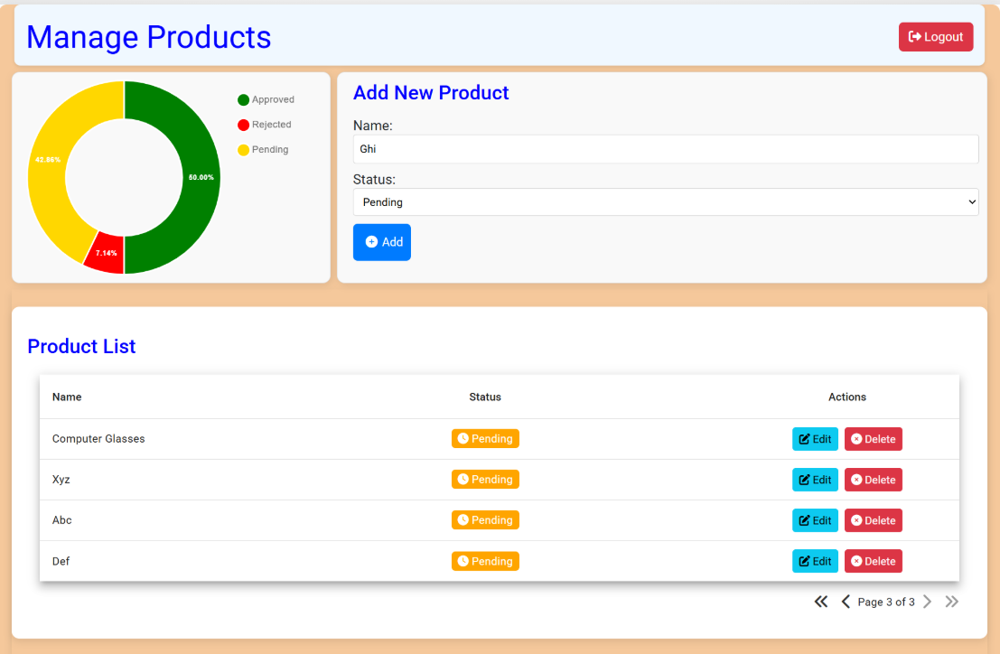 Manage Products
Logout
Approved
Rejected
Pending
42.86%
50.00%
7.14%
Add New Product
Name:
Ghi
Status:
Pending
Add
Product List
Name Status Actions
Computer Glasses Pending Edit Delete
Xyz Pending Edit Delete
Abc Pending Edit Delete
Def Pending Edit Delete
Page 3 of 3